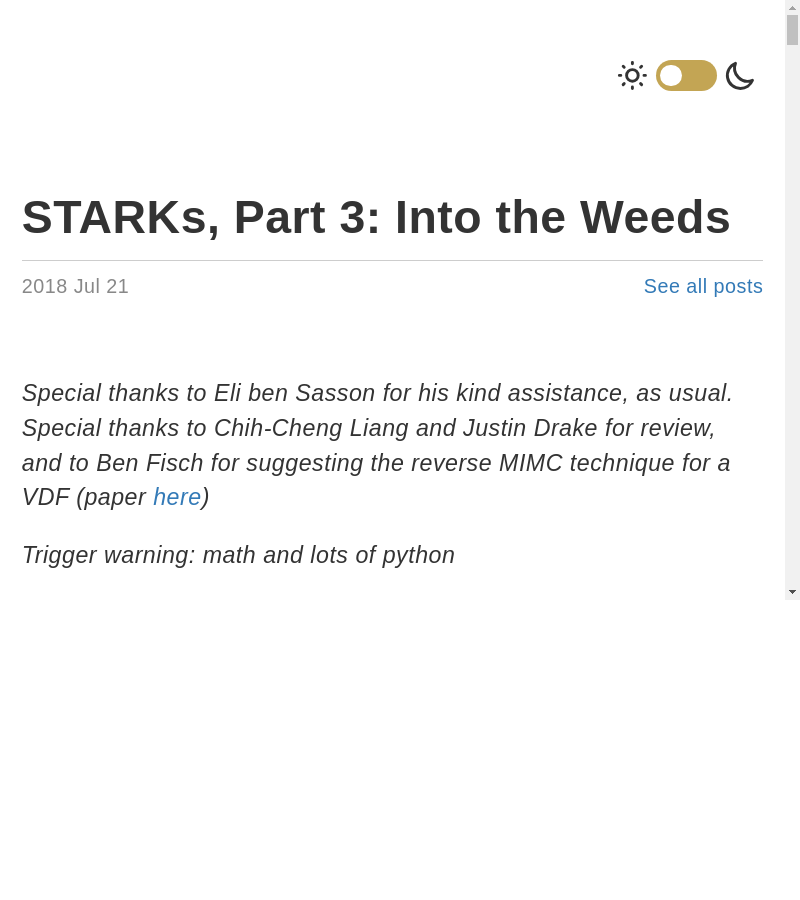 STARKs, Part 3: Into the Weeds
2018 Jul 21
See all posts
Special thanks to Eli ben Sasson for his kind assistance, as usual.
Special thanks to Chih-Cheng Liang and Justin Drake for review,
and to Ben Fisch for suggesting the reverse MIMC technique for a
VDF (paper here)
Trigger warning: math and lots of python